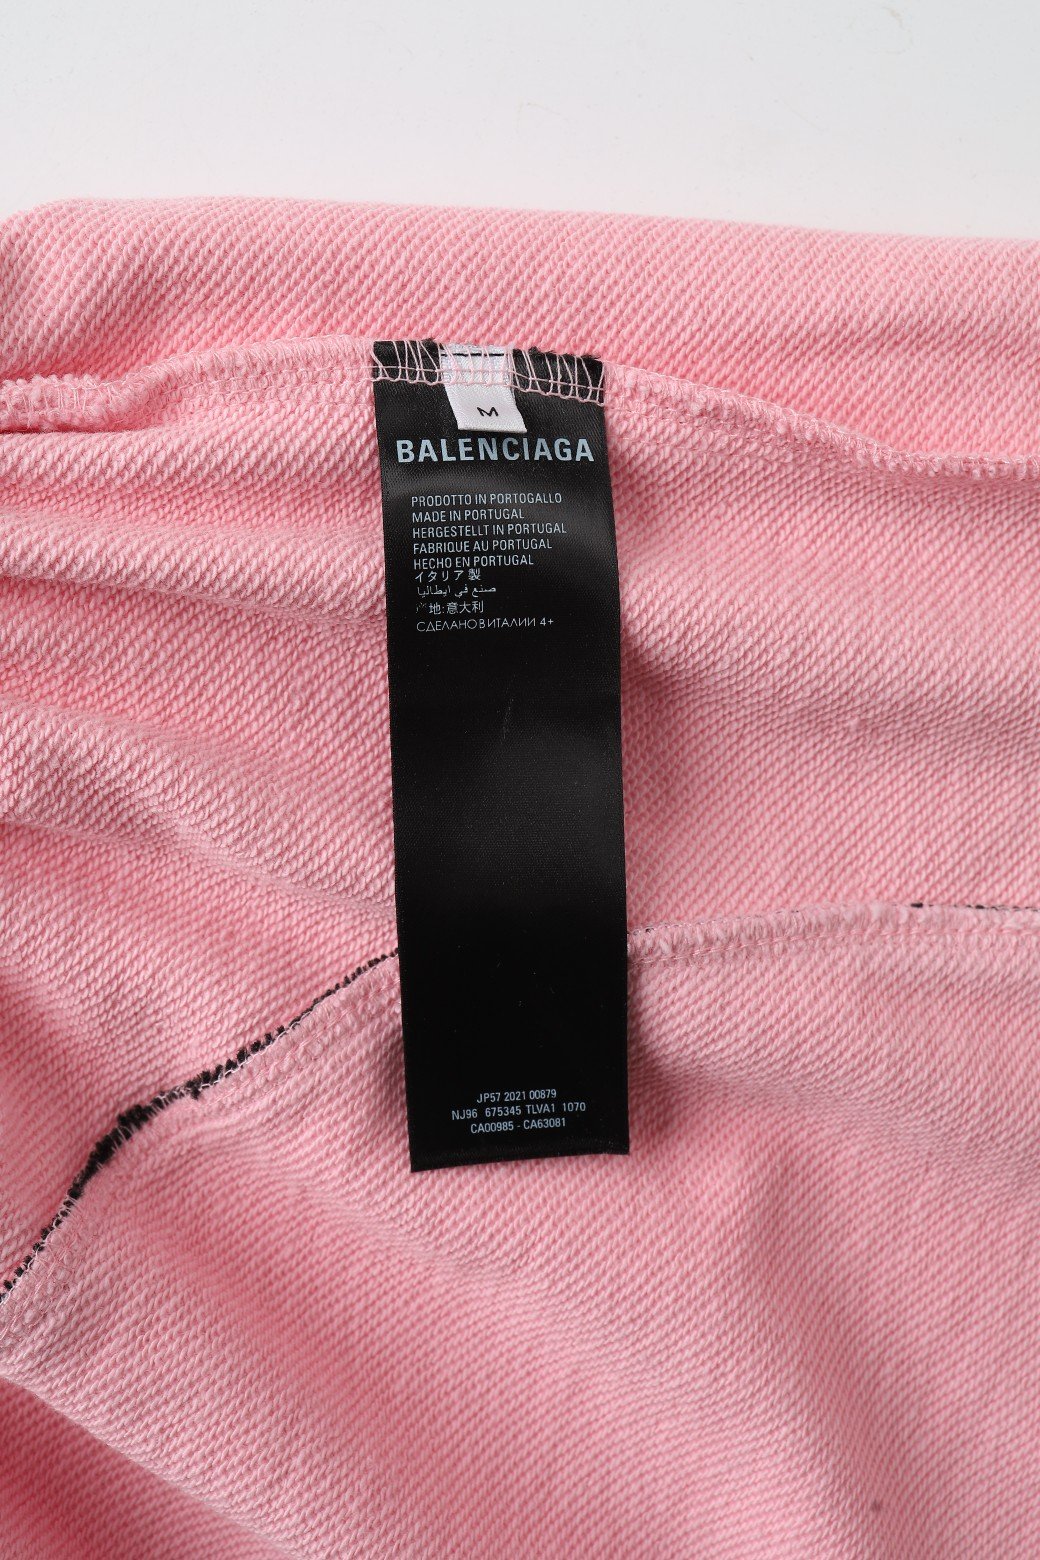 M
BALENCIAGA
PRODOTTO IN PORTOGALLO
MADE IN PORTUGAL
HERGESTELLT IN PORTUGAL
FABRIQUE AU PORTUGAL
HECHO EN PORTUGAL
イタリア製
صنع في ايطاليا
地:意大利
СДЕЛАНО В ИТАЛИИ 4+
JP57 2021 00879
NJ96 675345 TLVA1 1070
CA00985 - CA63081